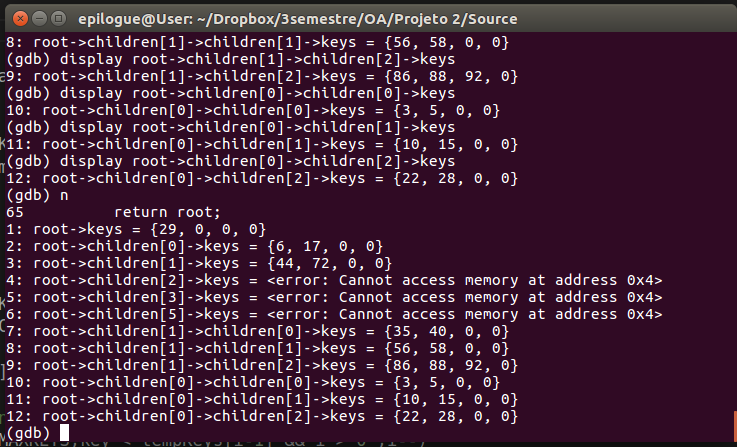 epilogue@User: ~/Dropbox/3semestre/OA/Projeto 2/Source
8: root->children[1]->children[1]->keys = {56, 58, 0, 0}
(gdb) display root->children[1]->children[2]->keys
9: root->children[1]->children[2]->keys = {86, 88, 92, 0}
(gdb) display root->children[0]->children[0]->keys
10: root->children[0]->children[0]->keys = {3, 5, 0, 0}
(gdb) display root->children[0]->children[1]->keys
11: root->children[0]->children[1]->keys = {10, 15, 0, 0}
(gdb) display root->children[0]->children[2]->keys
12: root->children[0]->children[2]->keys = {22, 28, 0, 0}
(gdb) n
65          return root;
1: root->keys = {29, 0, 0, 0}
2: root->children[0]->keys = {6, 17, 0, 0}
3: root->children[1]->keys = {44, 72, 0, 0}
4: root->children[2]->keys = <error: Cannot access memory at address 0x4>
5: root->children[3]->keys = <error: Cannot access memory at address 0x4>
6: root->children[5]->keys = <error: Cannot access memory at address 0x4>
7: root->children[1]->children[0]->keys = {35, 40, 0, 0}
8: root->children[1]->children[1]->keys = {56, 58, 0, 0}
9: root->children[1]->children[2]->keys = {86, 88, 92, 0}
10: root->children[0]->children[0]->keys = {3, 5, 0, 0}
11: root->children[0]->children[1]->keys = {10, 15, 0, 0}
12: root->children[0]->children[2]->keys = {22, 28, 0, 0}
(gdb)